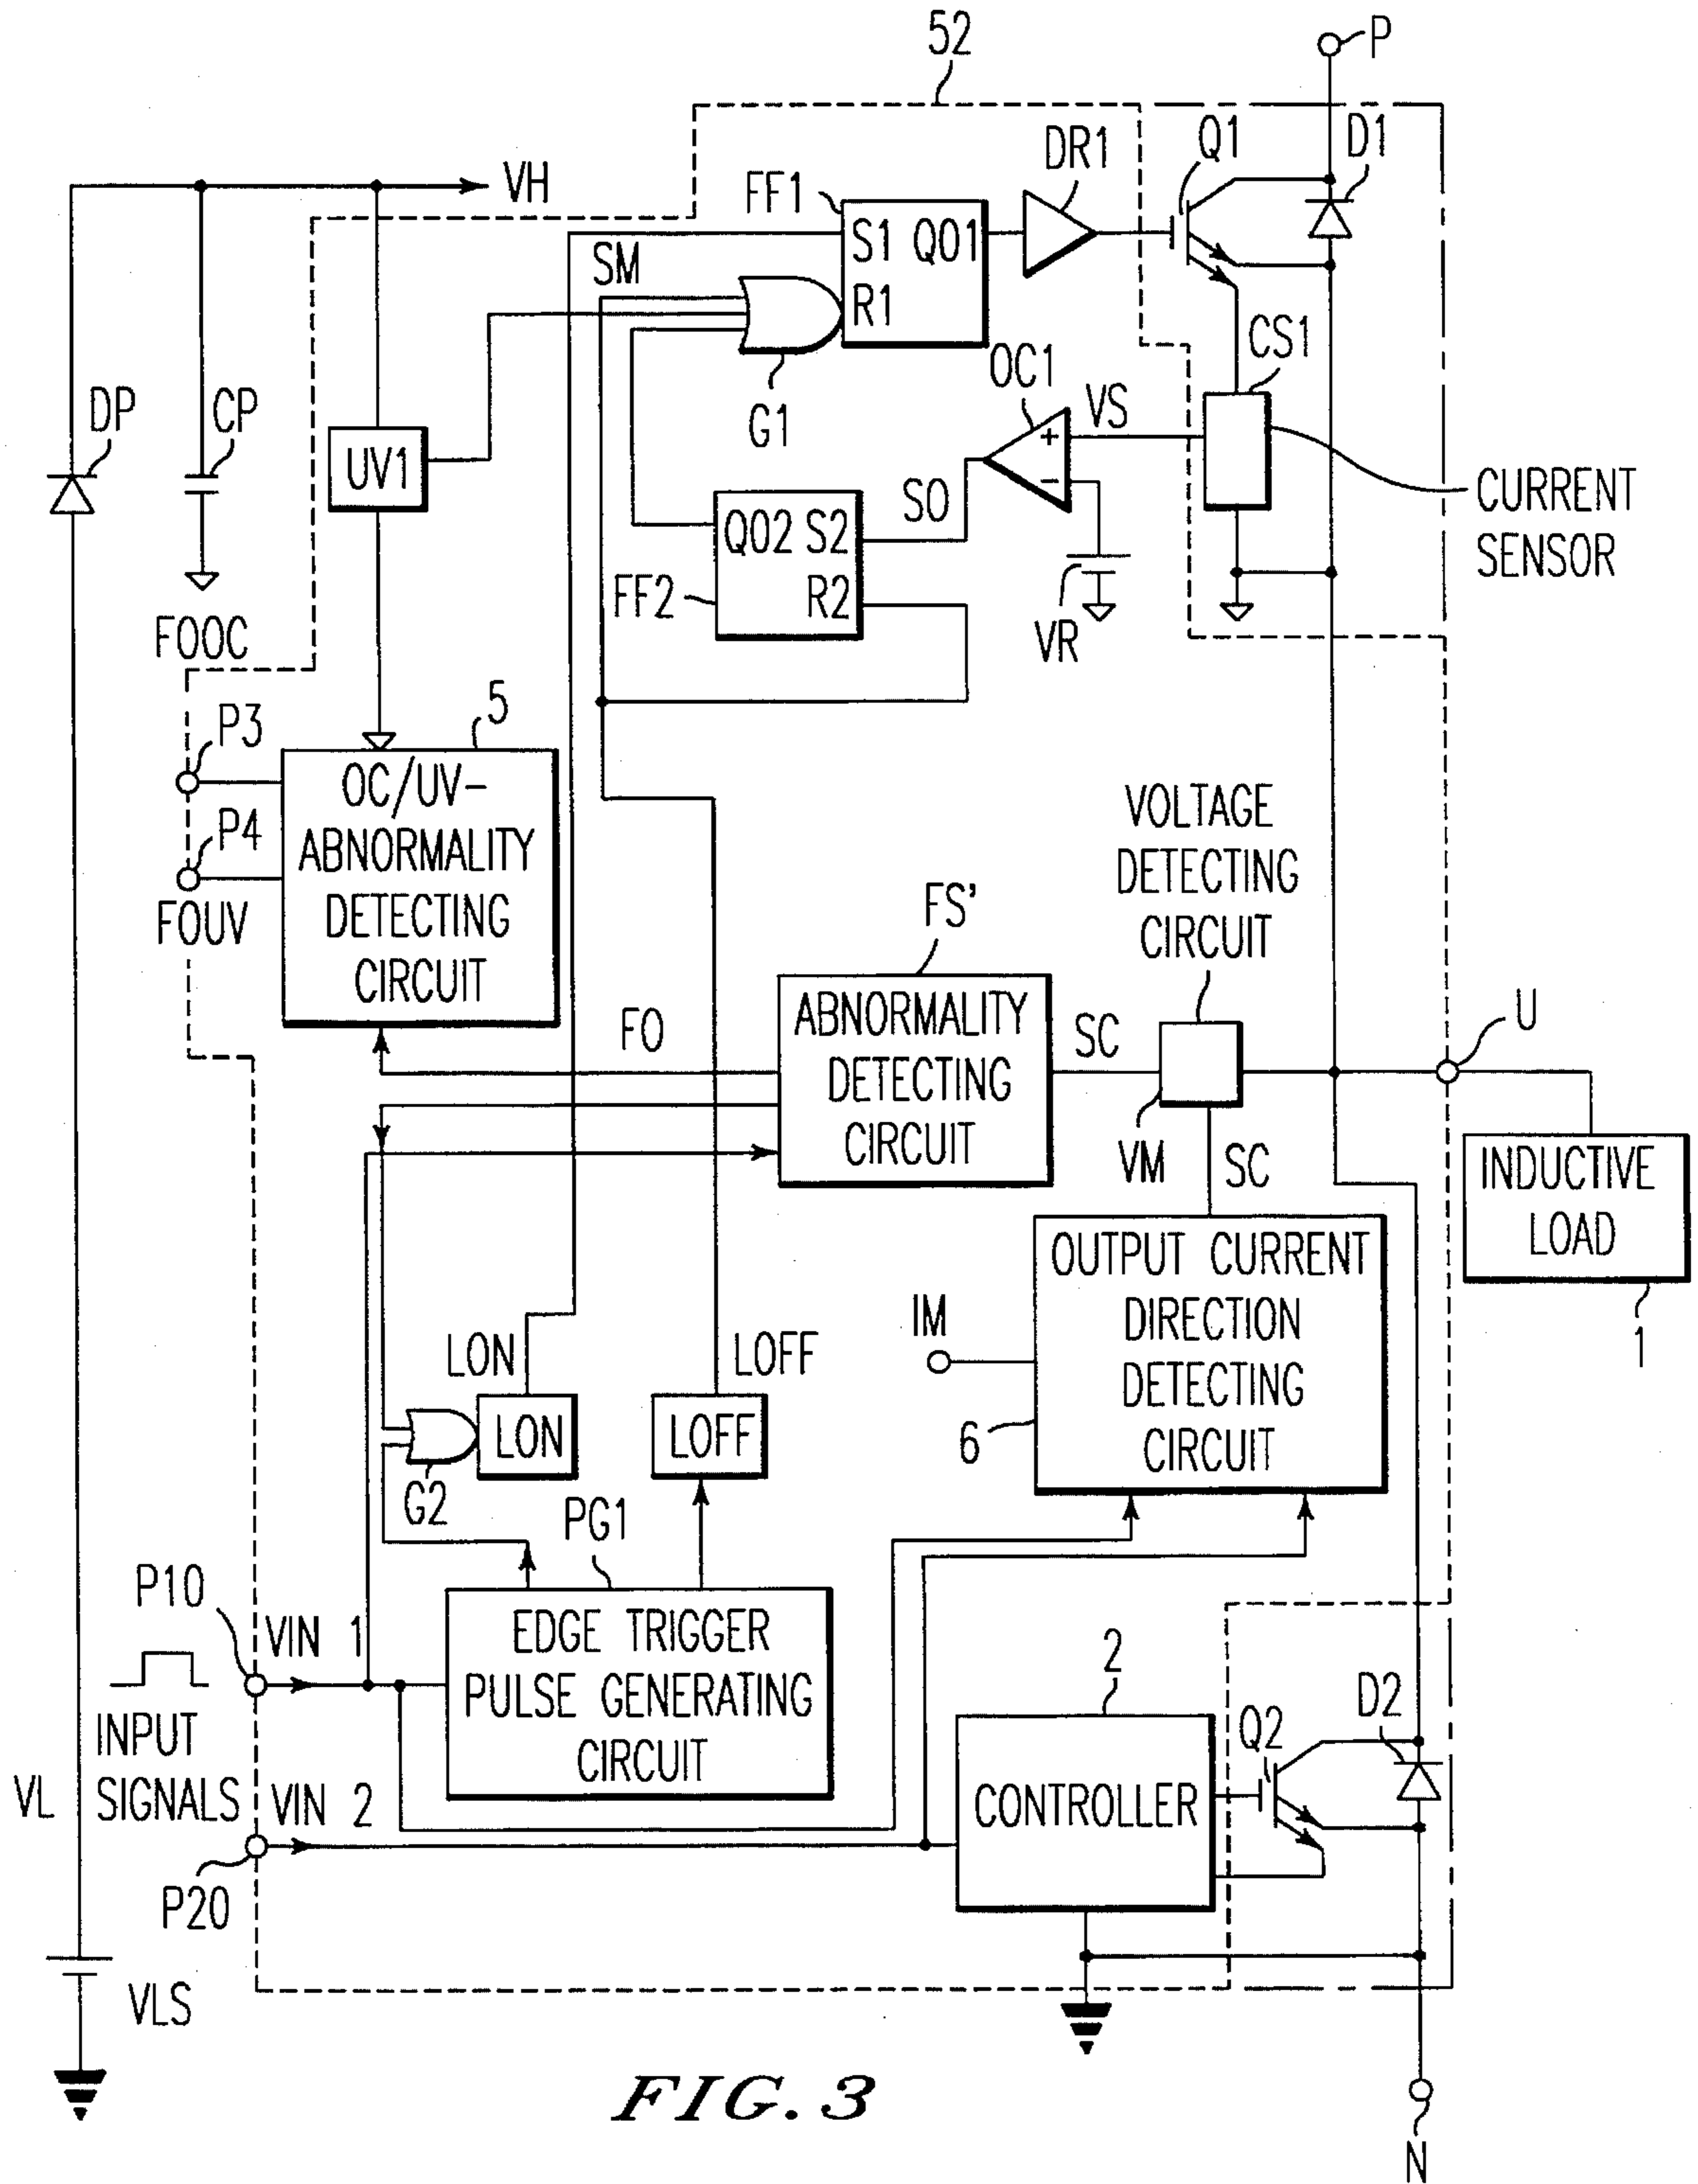 52
P
DR1
Q1
D1
VH
FF1
S1 QO1
R1
SM
G1
OC1
VS
CS1
DP
CP
UV1
+
−
CURRENT
SENSOR
SO
QO2 S2
R2
FF2
VR
FOOC
P3
5
OC/UV-
ABNORMALITY
DETECTING
CIRCUIT
P4
FOUV
VOLTAGE
DETECTING
CIRCUIT
FS'
FO
ABNORMALITY
DETECTING
CIRCUIT
SC
U
VM
SC
INDUCTIVE
LOAD
1
OUTPUT CURRENT
DIRECTION
DETECTING
CIRCUIT
IM
6
LON
LOFF
LON
LOFF
G2
PG1
P10
VIN 1
EDGE TRIGGER
PULSE GENERATING
CIRCUIT
INPUT
SIGNALS
VL
VIN 2
P20
2
CONTROLLER
Q2
D2
VLS
FIG. 3
N